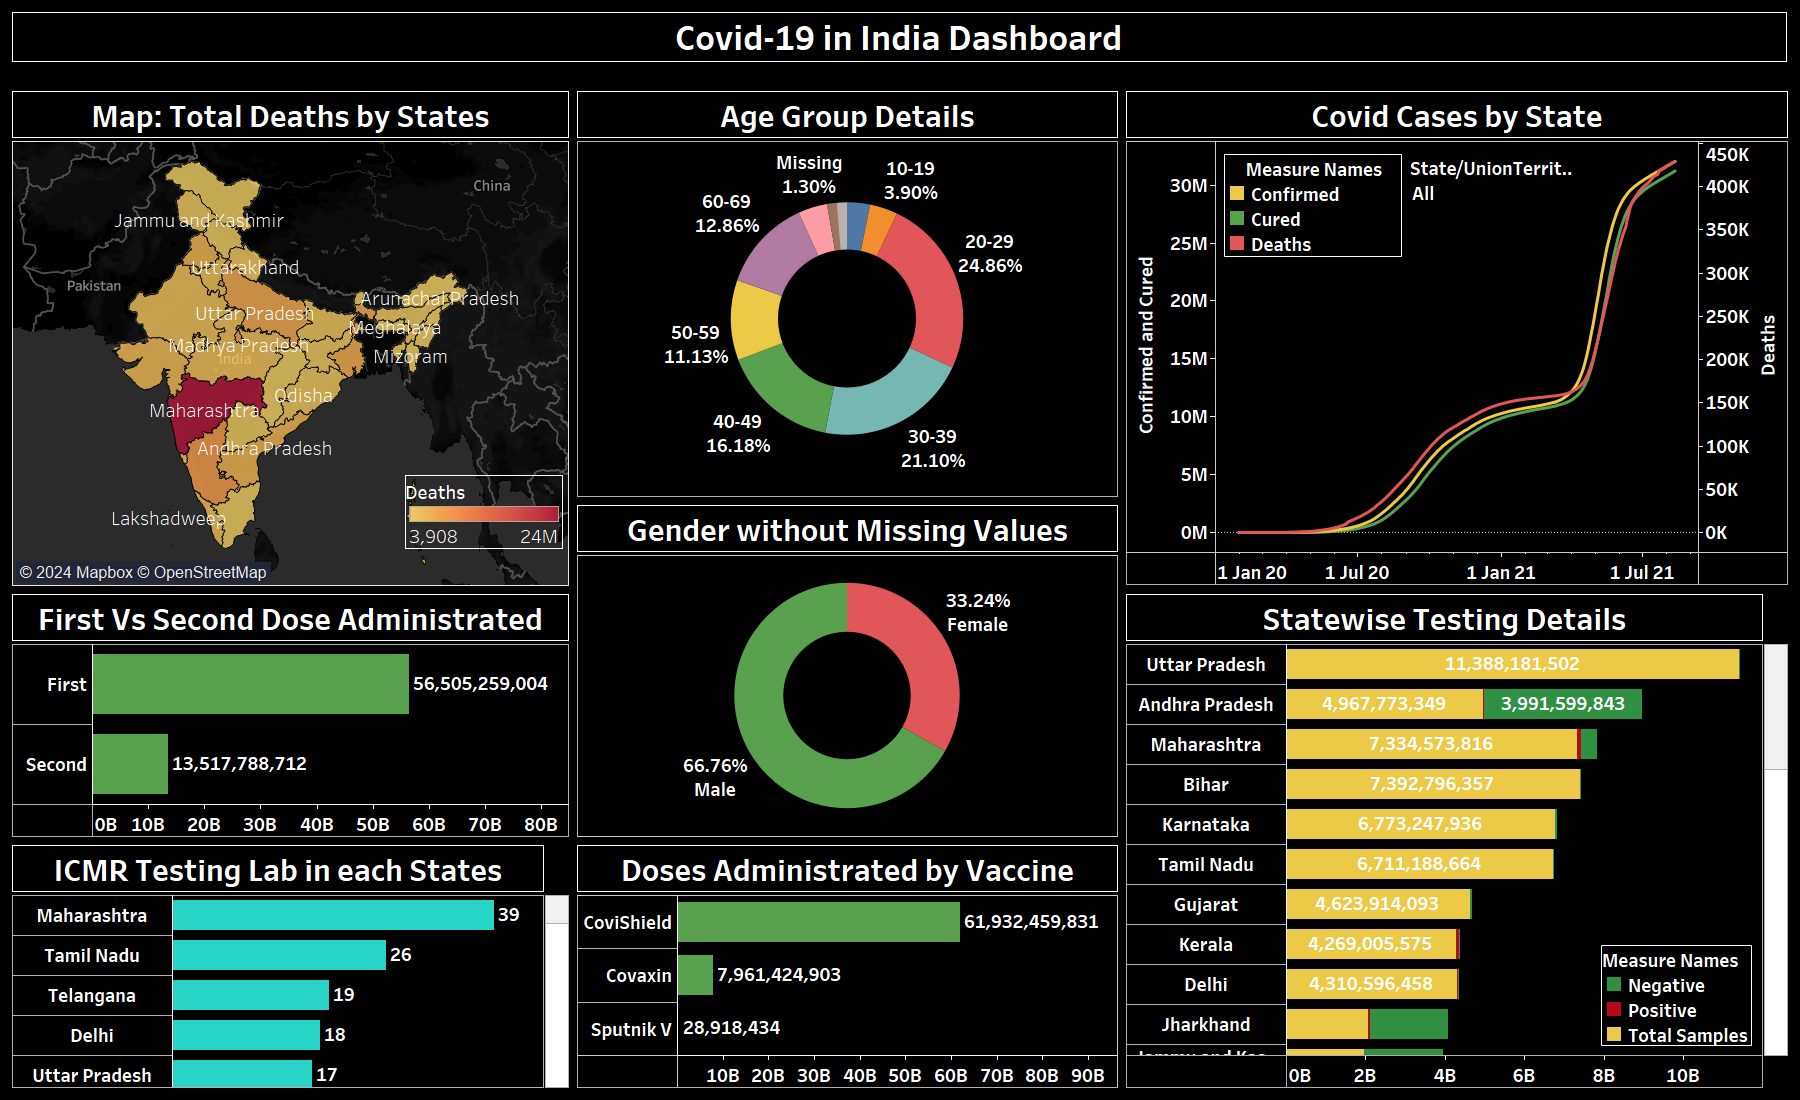 Covid-19 in India Dashboard
Map: Total Deaths by States
China
Jammu and Kashmir
Uttarakhand
Pakistan
Arunachal Pradesh
Uttar Pradesh
Meghalaya
Madhya Pradesh
India
Mizoram
Odisha
Maharashtra
Andhra Pradesh
Lakshadweep
Deaths
3,908 24M
© 2024 Mapbox © OpenStreetMap
Age Group Details
Missing
1.30%
10-19
3.90%
60-69
12.86%
20-29
24.86%
50-59
11.13%
40-49
16.18%
30-39
21.10%
Covid Cases by State
Measure Names
Confirmed
Cured
Deaths
State/UnionTerrit..
All
Confirmed and Cured
30M
25M
20M
15M
10M
5M
0M
450K
400K
350K
300K
250K
200K
150K
100K
50K
0K
Deaths
1 Jan 20 1 Jul 20 1 Jan 21 1 Jul 21
Gender without Missing Values
33.24%
Female
66.76%
Male
First Vs Second Dose Administrated
First 56,505,259,004
Second 13,517,788,712
0B 10B 20B 30B 40B 50B 60B 70B 80B
ICMR Testing Lab in each States
Maharashtra 39
Tamil Nadu 26
Telangana 19
Delhi 18
Uttar Pradesh 17
Doses Administrated by Vaccine
CoviShield 61,932,459,831
Covaxin 7,961,424,903
Sputnik V 28,918,434
10B 20B 30B 40B 50B 60B 70B 80B 90B
Statewise Testing Details
Uttar Pradesh 11,388,181,502
Andhra Pradesh 4,967,773,349 3,991,599,843
Maharashtra 7,334,573,816
Bihar 7,392,796,357
Karnataka 6,773,247,936
Tamil Nadu 6,711,188,664
Gujarat 4,623,914,093
Kerala 4,269,005,575
Delhi 4,310,596,458
Jharkhand
Measure Names
Negative
Positive
Total Samples
0B 2B 4B 6B 8B 10B